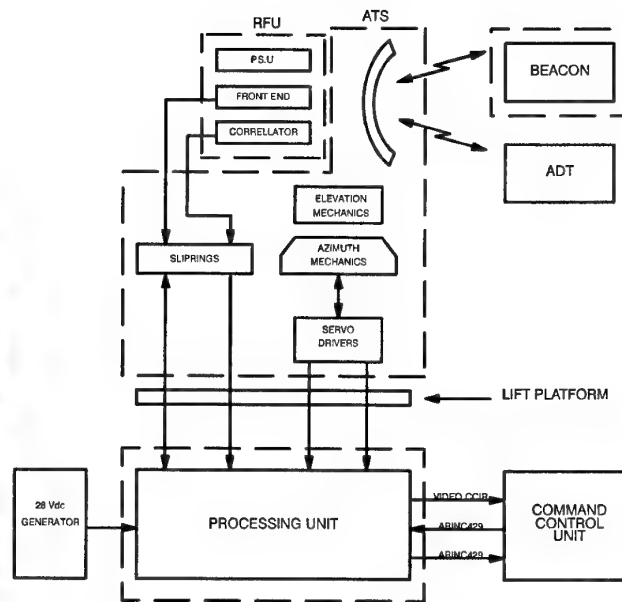 RFU
ATS
P.S.U
FRONT END
CORRELLATOR
BEACON
ADT
ELEVATION
MECHANICS
AZIMUTH
MECHANICS
SLIPRINGS
SERVO
DRIVERS
LIFT PLATFORM
28 Vdc
GENERATOR
PROCESSING UNIT
VIDEO CCIR
ARINC429
ARINC429
COMMAND
CONTROL
UNIT